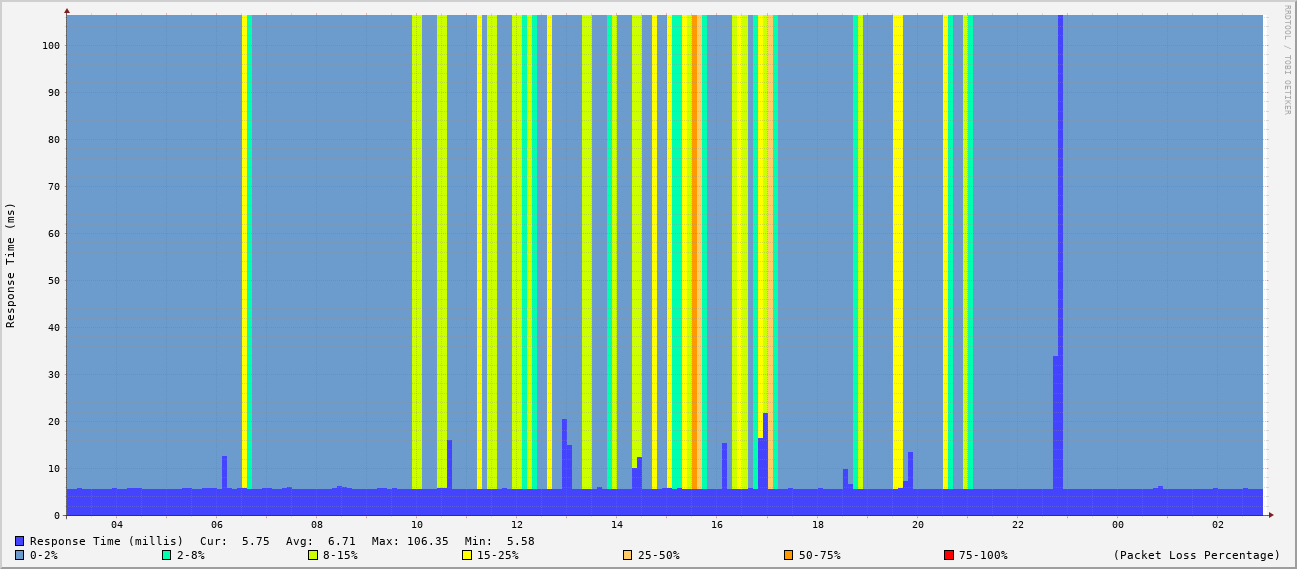 RRDTOOL / TOBI OETIKER
Response Time (ms)
100
90
80
70
60
50
40
30
20
10
0
04 06 08 10 12 14 16 18 20 22 00 02
Response Time (millis) Cur: 5.75 Avg: 6.71 Max: 106.35 Min: 5.58
0-2% 2-8% 8-15% 15-25% 25-50% 50-75% 75-100% (Packet Loss Percentage)